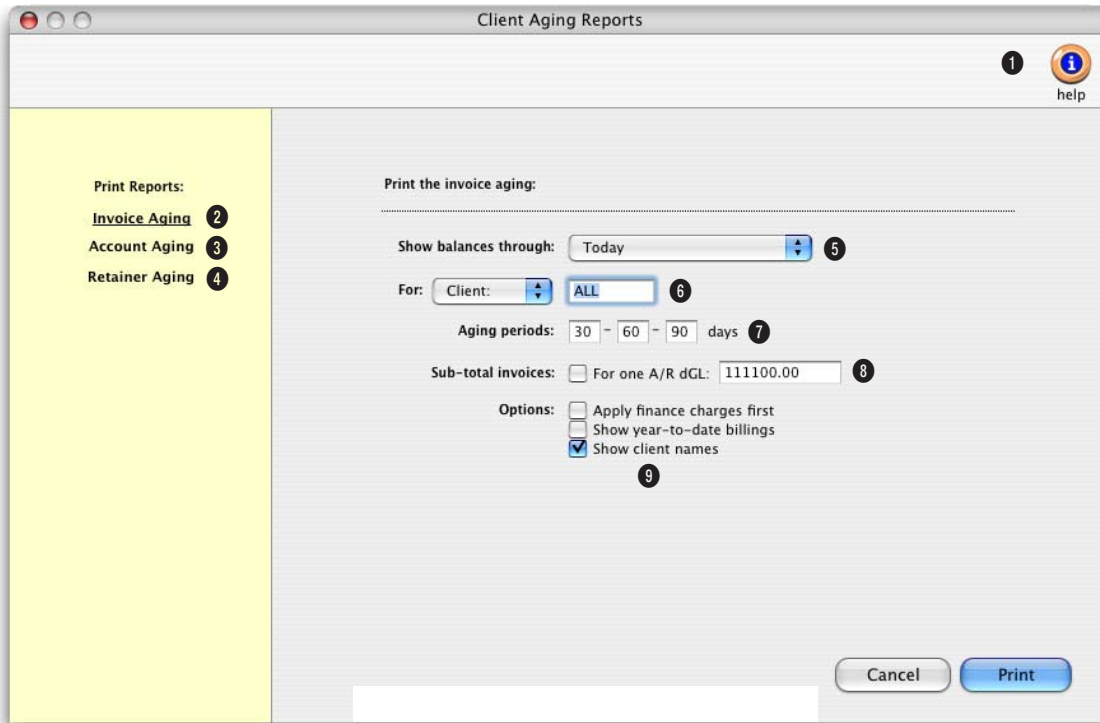 Client Aging Reports
1
help
Print Reports:
Invoice Aging 2
Account Aging 3
Retainer Aging 4
Print the invoice aging:
Show balances through: Today 5
For: Client: ALL 6
Aging periods: 30 - 60 - 90 days 7
Sub-total invoices: For one A/R dGL: 111100.00 8
Options: Apply finance charges first
Show year-to-date billings
Show client names
9
Cancel Print